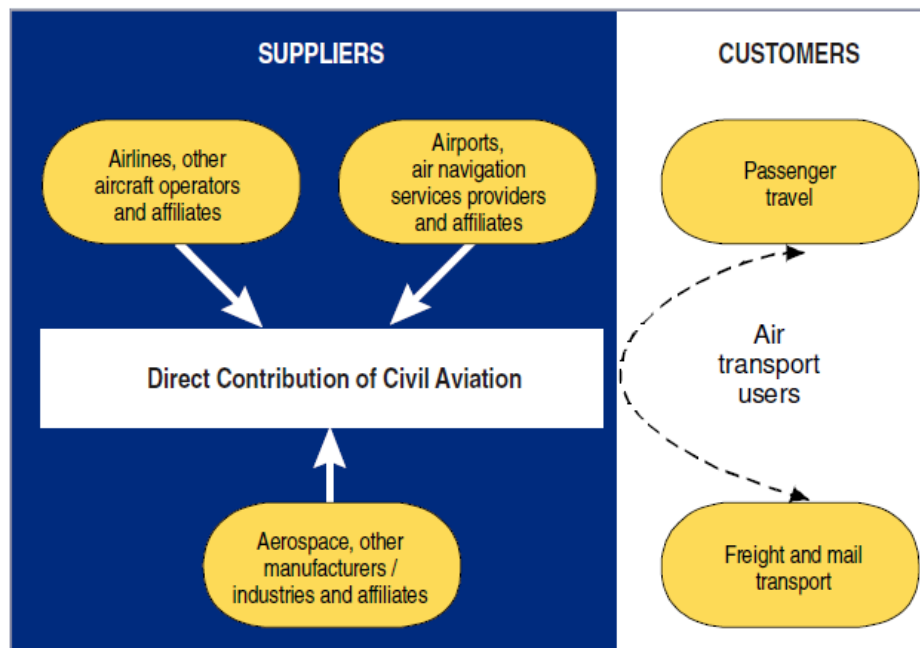 SUPPLIERS
CUSTOMERS
Airlines, other
aircraft operators
and affiliates
Airports,
air navigation
services providers
and affiliates
Passenger
travel
Direct Contribution of Civil Aviation
Air
transport
users
Aerospace, other
manufacturers /
industries and affiliates
Freight and mail
transport